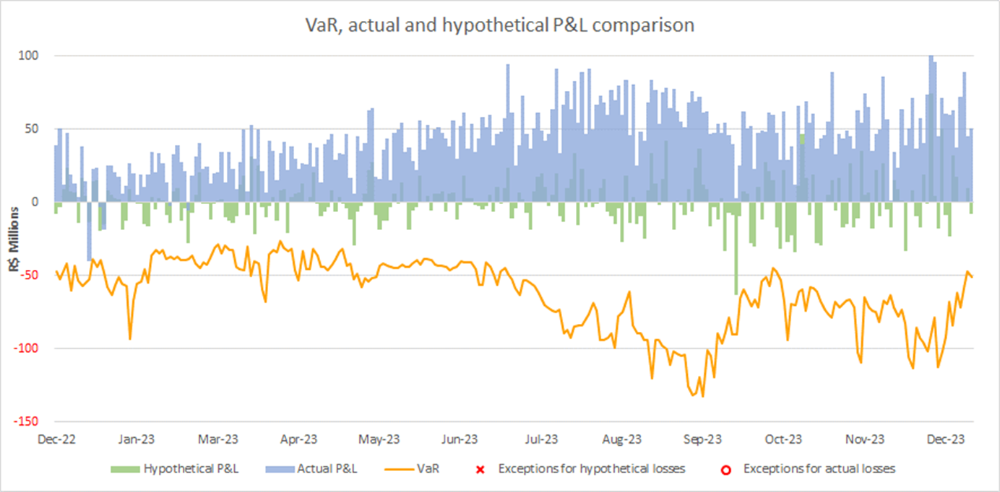 VaR, actual and hypothetical P&L comparison
R$ Millions
100
50
0
-50
-100
-150
Dec-22 Jan-23 Mar-23 Apr-23 May-23 Jun-23 Jul-23 Aug-23 Sep-23 Oct-23 Nov-23 Dec-23
Hypothetical P&L Actual P&L VaR Exceptions for hypothetical losses Exceptions for actual losses